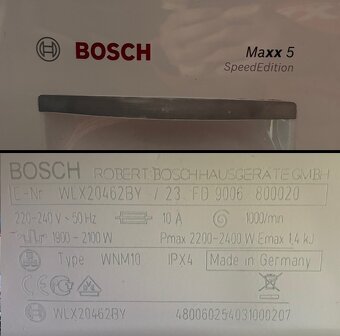 BOSCH
Maxx 5
SpeedEdition
BOSCH ROBERT BOSCH HAUSGERÄTE GMBH
E-Nr. WLX20462BY / 23 FD 9006 800020
220-240 V ~ 50 Hz 10 A 1000/min
1900 - 2100 W Pmax 2200-2400 W Emax 1,4 kJ
Type WNM10 IPX4 Made in Germany
BOSCH WLX20462BY 480060254031000207